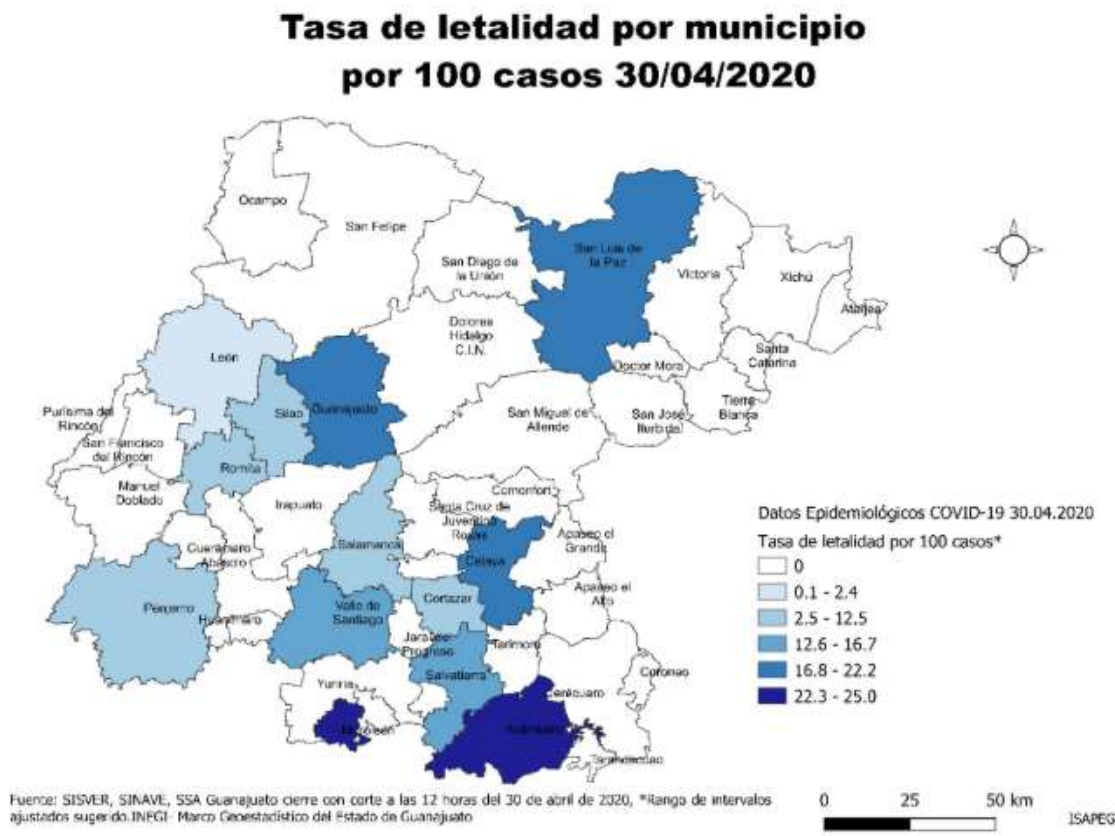 Tasa de letalidad por municipio
por 100 casos 30/04/2020
Ocampo
San Felipe
San Diego de
la Unión
San Luis de
la Paz
Victoria
Xichú
Atarjea
León
Dolores
Hidalgo
C.I.N.
Doctor Mora
Santa
Catarina
Purísima del
Rincón
San Francisco
del Rincón
Silao
Guanajuato
San Miguel de
Allende
San José
Iturbide
Tierra
Blanca
Romita
Manuel
Doblado
Irapuato
Comonfort
Santa Cruz de
Juventino
Rosas
Cuerámaro
Abasolo
Salamanca
Celaya
Apaseo el
Grande
Apaseo el
Alto
Pénjamo
Huanímaro
Valle de
Santiago
Cortazar
Jaral del
Progreso
Tarimoro
Salvatierra
Yuriria
Coroneo
Jerécuaro
Moroleón
Acámbaro
Tarandacuao
Datos Epidemiológicos COVID-19 30.04.2020
Tasa de letalidad por 100 casos*
0
0.1 - 2.4
2.5 - 12.5
12.6 - 16.7
16.8 - 22.2
22.3 - 25.0
Fuente: SISVER, SINAVE, SSA Guanajuato cierre con corte a las 12 horas del 30 de abril de 2020, *Rango de intervalos
ajustados sugerido.INEGI- Marco Geoestadístico del Estado de Guanajuato
0 25 50 km
ISAPEG